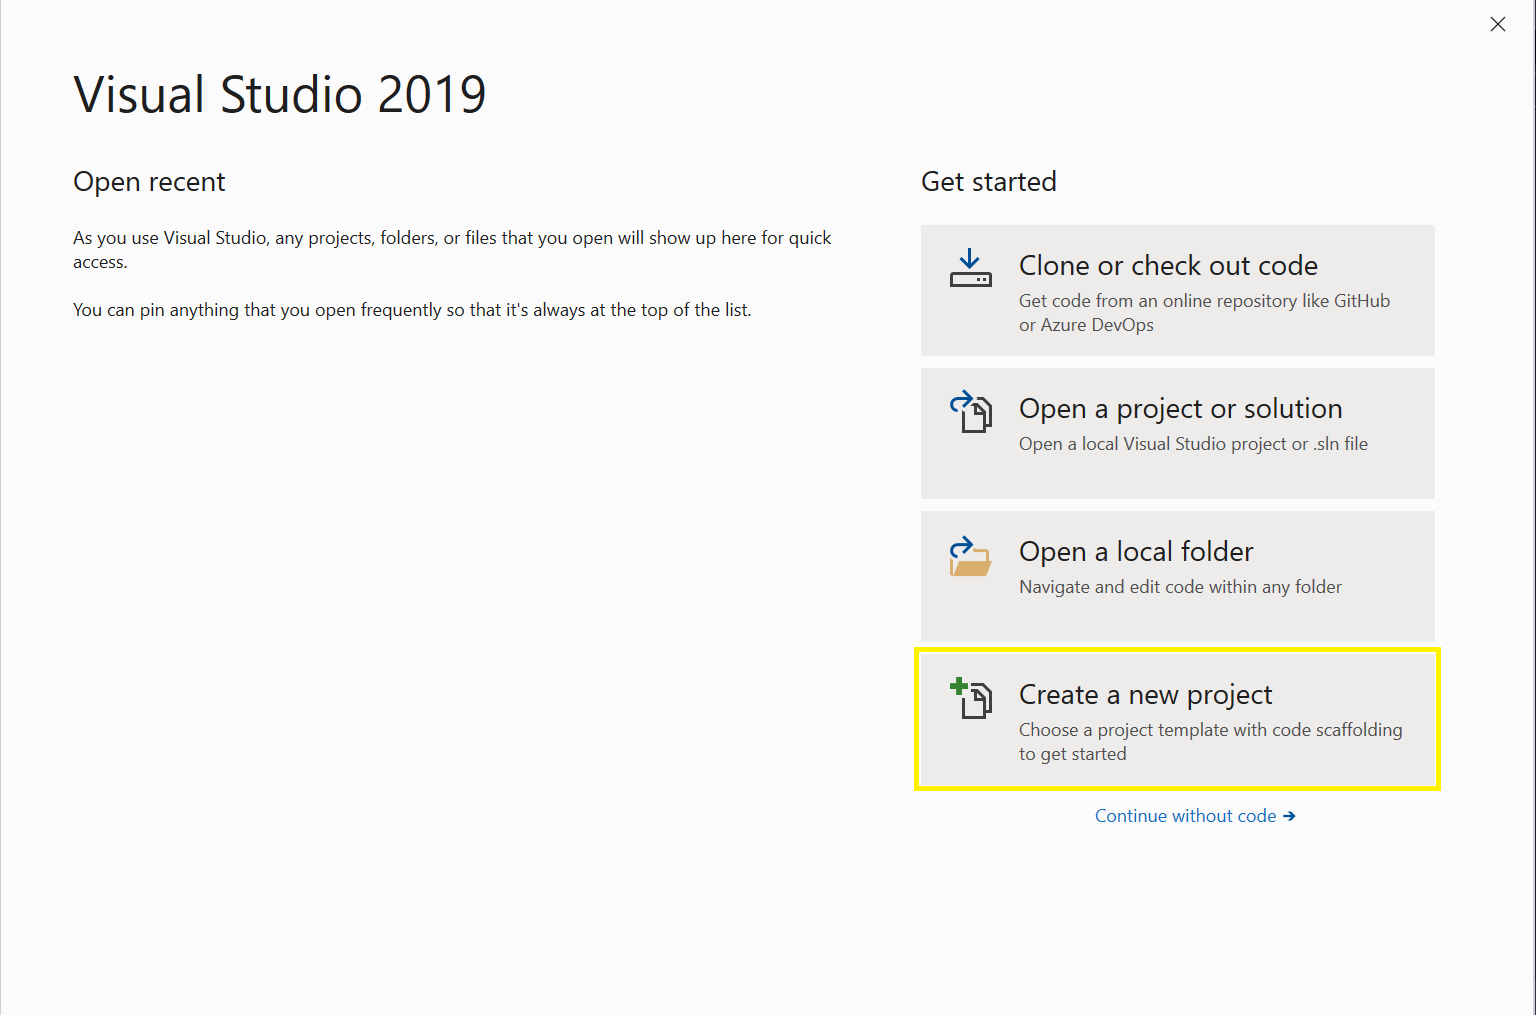 Visual Studio 2019
Open recent
As you use Visual Studio, any projects, folders, or files that you open will show up here for quick
access.
You can pin anything that you open frequently so that it's always at the top of the list.
Get started
Clone or check out code
Get code from an online repository like GitHub
or Azure DevOps
Open a project or solution
Open a local Visual Studio project or .sln file
Open a local folder
Navigate and edit code within any folder
Create a new project
Choose a project template with code scaffolding
to get started
Continue without code →